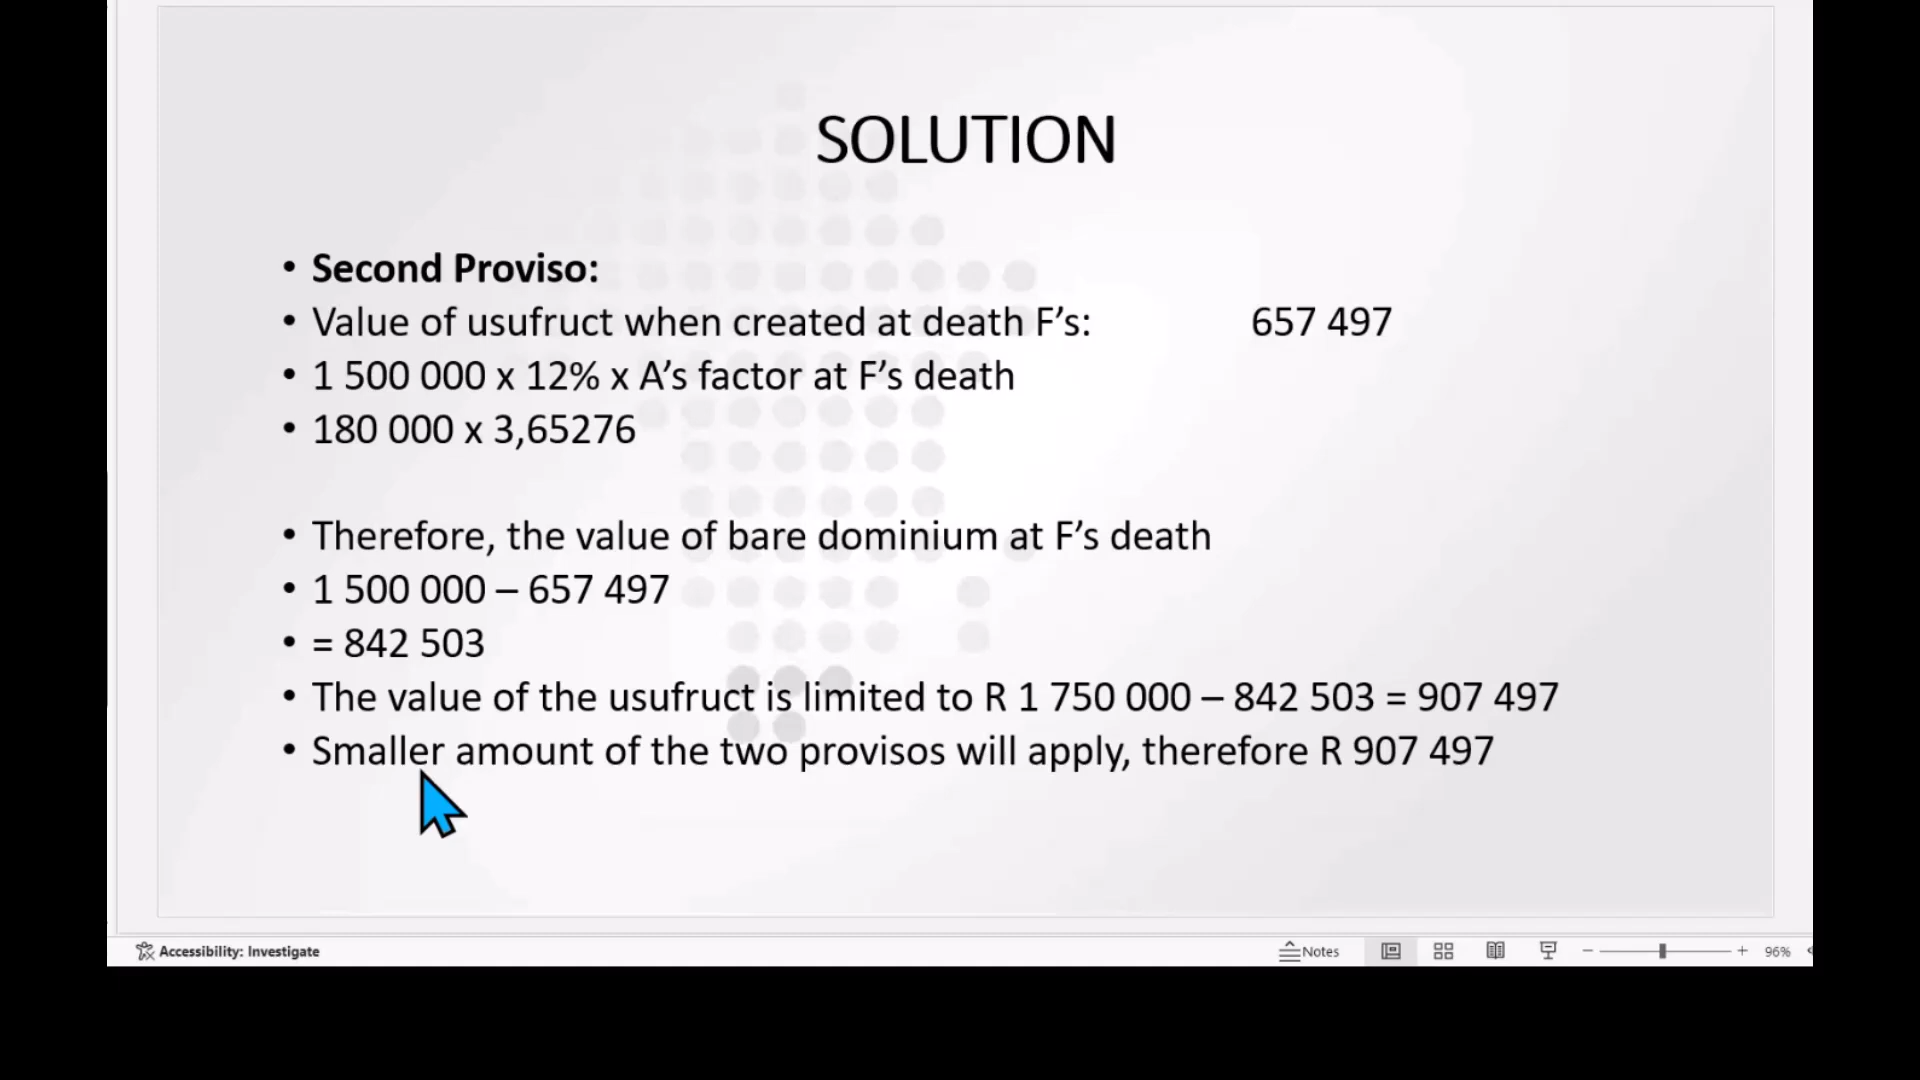 SOLUTION
• Second Proviso:
• Value of usufruct when created at death F’s: 657 497
• 1 500 000 x 12% x A’s factor at F’s death
• 180 000 x 3,65276
• Therefore, the value of bare dominium at F’s death
• 1 500 000 – 657 497
• = 842 503
• The value of the usufruct is limited to R 1 750 000 – 842 503 = 907 497
• Smaller amount of the two provisos will apply, therefore R 907 497
Accessibility: Investigate
Notes
96%